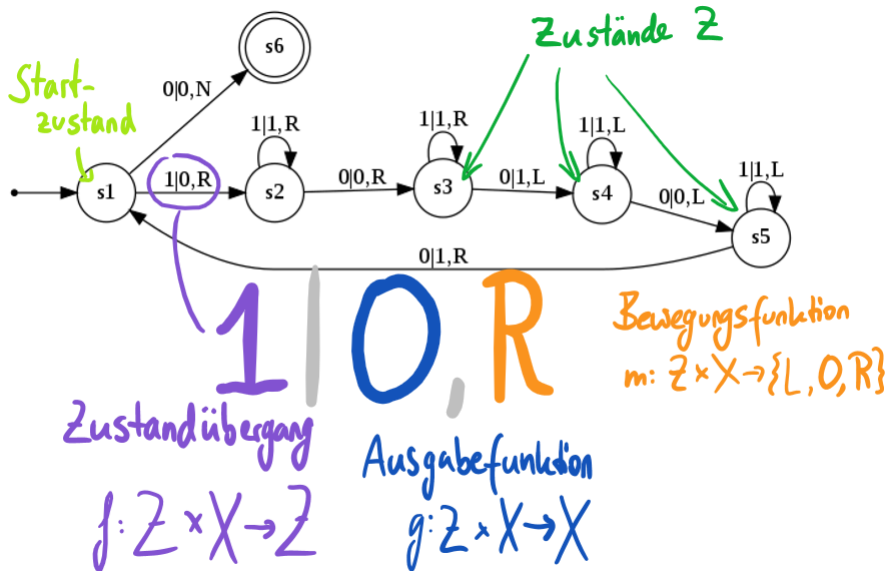 Zustände Z
s6
Start-
zustand
0|0,N
1|1,R
1|1,R
1|1,L
1|1,L
s1
1|0,R
s2
0|0,R
s3
0|1,L
s4
0|0,L
s5
0|1,R
1|0,R
Bewegungsfunktion
m: Z × X → {L, O, R}
Zustandübergang
f: Z × X → Z
Ausgabefunktion
g: Z × X → X